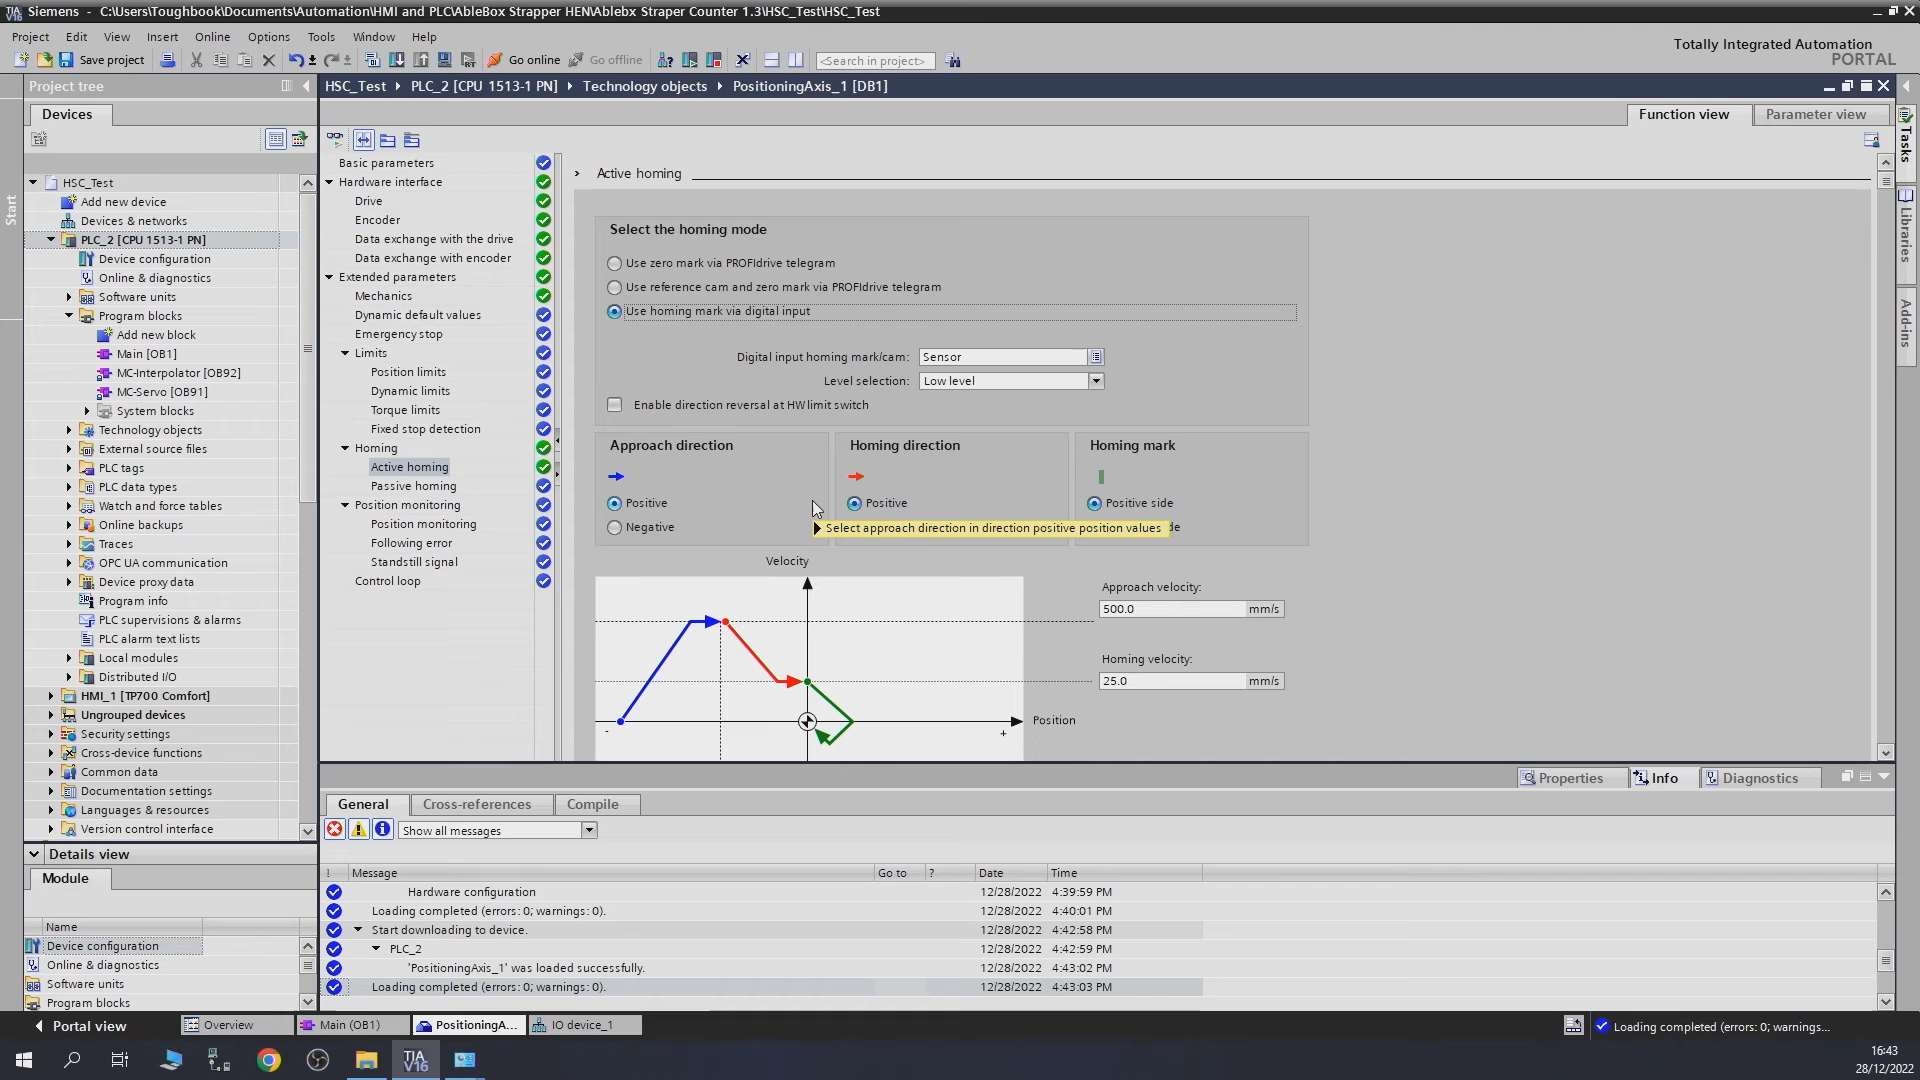 Siemens  -  C:\Users\Toughbook\Documents\Automation\HMI and PLC\AbleBox Strapper HEN\Ablebx Straper Counter 1.3\HSC_Test\HSC_Test
Project Edit View Insert Online Options Tools Window Help
Totally Integrated Automation
PORTAL
Save project
Go online
Go offline
<Search in project>
Project tree
HSC_Test › PLC_2 [CPU 1513-1 PN] › Technology objects › PositioningAxis_1 [DB1]
Devices
Function view
Parameter view
Start
Tasks
Libraries
Add-ins
HSC_Test
Add new device
Devices & networks
PLC_2 [CPU 1513-1 PN]
Device configuration
Online & diagnostics
Software units
Program blocks
Add new block
Main [OB1]
MC-Interpolator [OB92]
MC-Servo [OB91]
System blocks
Technology objects
External source files
PLC tags
PLC data types
Watch and force tables
Online backups
Traces
OPC UA communication
Device proxy data
Program info
PLC supervisions & alarms
PLC alarm text lists
Local modules
Distributed I/O
HMI_1 [TP700 Comfort]
Ungrouped devices
Security settings
Cross-device functions
Common data
Documentation settings
Languages & resources
Version control interface
Details view
Module
Name
Device configuration
Online & diagnostics
Software units
Program blocks
Basic parameters
Hardware interface
Drive
Encoder
Data exchange with the drive
Data exchange with encoder
Extended parameters
Mechanics
Dynamic default values
Emergency stop
Limits
Position limits
Dynamic limits
Torque limits
Fixed stop detection
Homing
Active homing
Passive homing
Position monitoring
Position monitoring
Following error
Standstill signal
Control loop
Active homing
Select the homing mode
Use zero mark via PROFIdrive telegram
Use reference cam and zero mark via PROFIdrive telegram
Use homing mark via digital input
Digital input homing mark/cam: Sensor
Level selection: Low level
Enable direction reversal at HW limit switch
Approach direction
Homing direction
Homing mark
Positive
Positive
Positive side
Negative
Select approach direction in direction positive position values
de
Velocity
Approach velocity:
500.0 mm/s
Homing velocity:
25.0 mm/s
Position
-
+
Properties
Info
Diagnostics
General
Cross-references
Compile
Show all messages
! Message Go to ? Date Time
Hardware configuration 12/28/2022 4:39:59 PM
Loading completed (errors: 0; warnings: 0). 12/28/2022 4:40:01 PM
Start downloading to device. 12/28/2022 4:42:58 PM
PLC_2 12/28/2022 4:42:59 PM
'PositioningAxis_1' was loaded successfully. 12/28/2022 4:43:02 PM
Loading completed (errors: 0; warnings: 0). 12/28/2022 4:43:03 PM
Portal view
Overview
Main (OB1)
PositioningA...
IO device_1
Loading completed (errors: 0; warnings...
TIA V16
16:43
28/12/2022